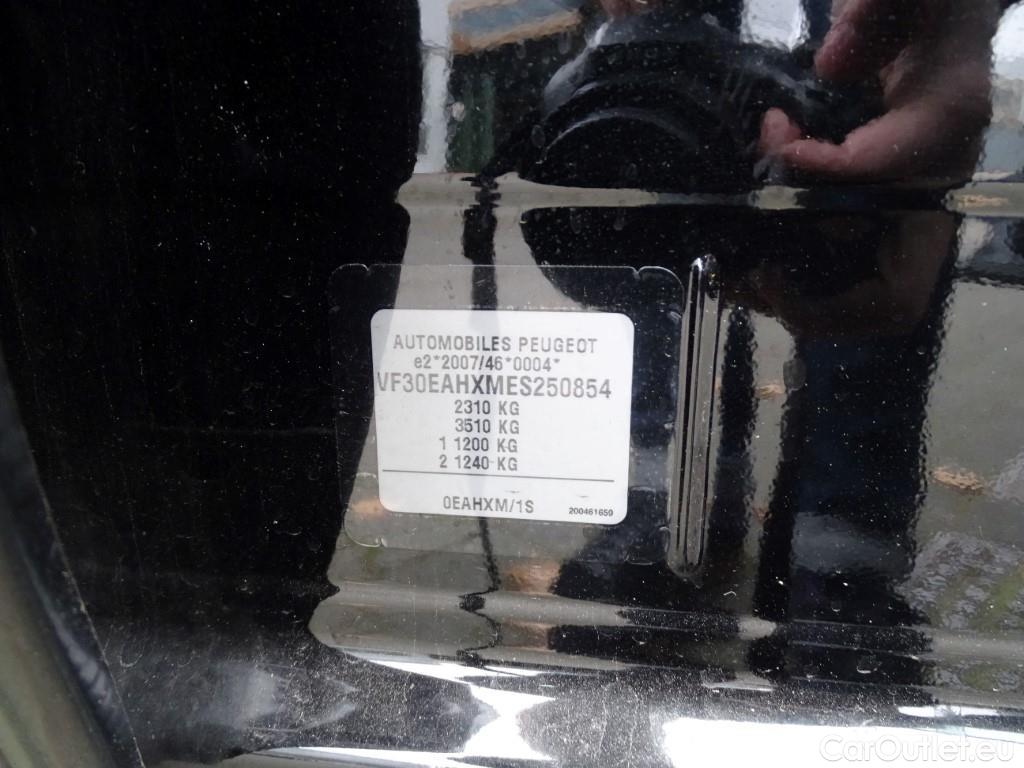 AUTOMOBILES PEUGEOT
e2*2007/46*0004*
VF30EAHXMES250854
2310 KG
3510 KG
1 1200 KG
2 1240 KG
0EAHXM/1S
200461659
CarOutlet.eu